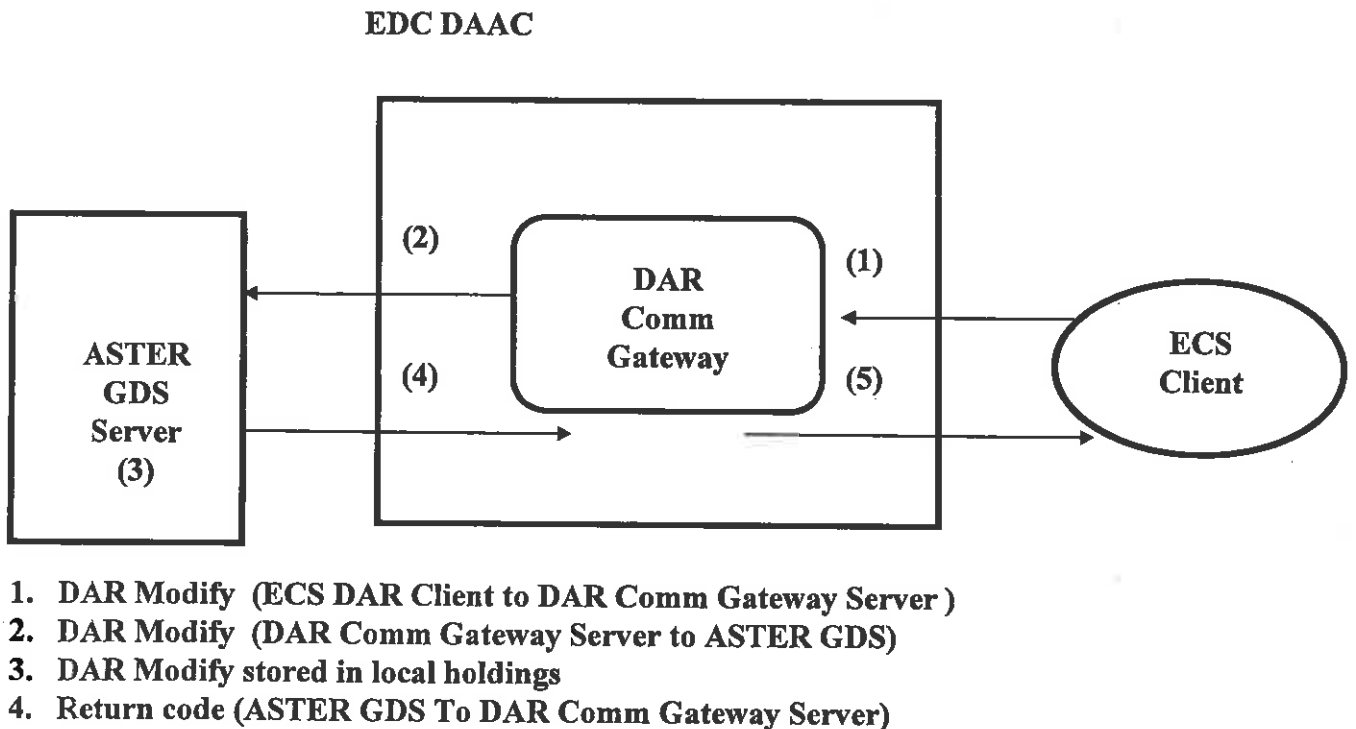 EDC DAAC
(2)
(1)
DAR
Comm
Gateway
ASTER
GDS
Server
(3)
(4)
(5)
ECS
Client
1. DAR Modify (ECS DAR Client to DAR Comm Gateway Server )
2. DAR Modify (DAR Comm Gateway Server to ASTER GDS)
3. DAR Modify stored in local holdings
4. Return code (ASTER GDS To DAR Comm Gateway Server)